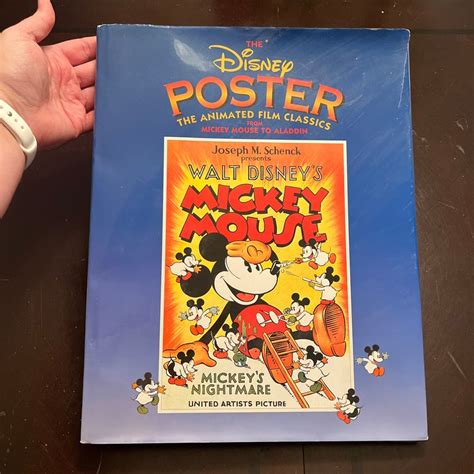 THE
Disney
POSTER
THE ANIMATED FILM CLASSICS
FROM
MICKEY MOUSE TO ALADDIN
Joseph M. Schenck
presents
WALT DISNEY'S
MICKEY
MOUSE
MICKEY'S
NIGHTMARE
UNITED ARTISTS PICTURE